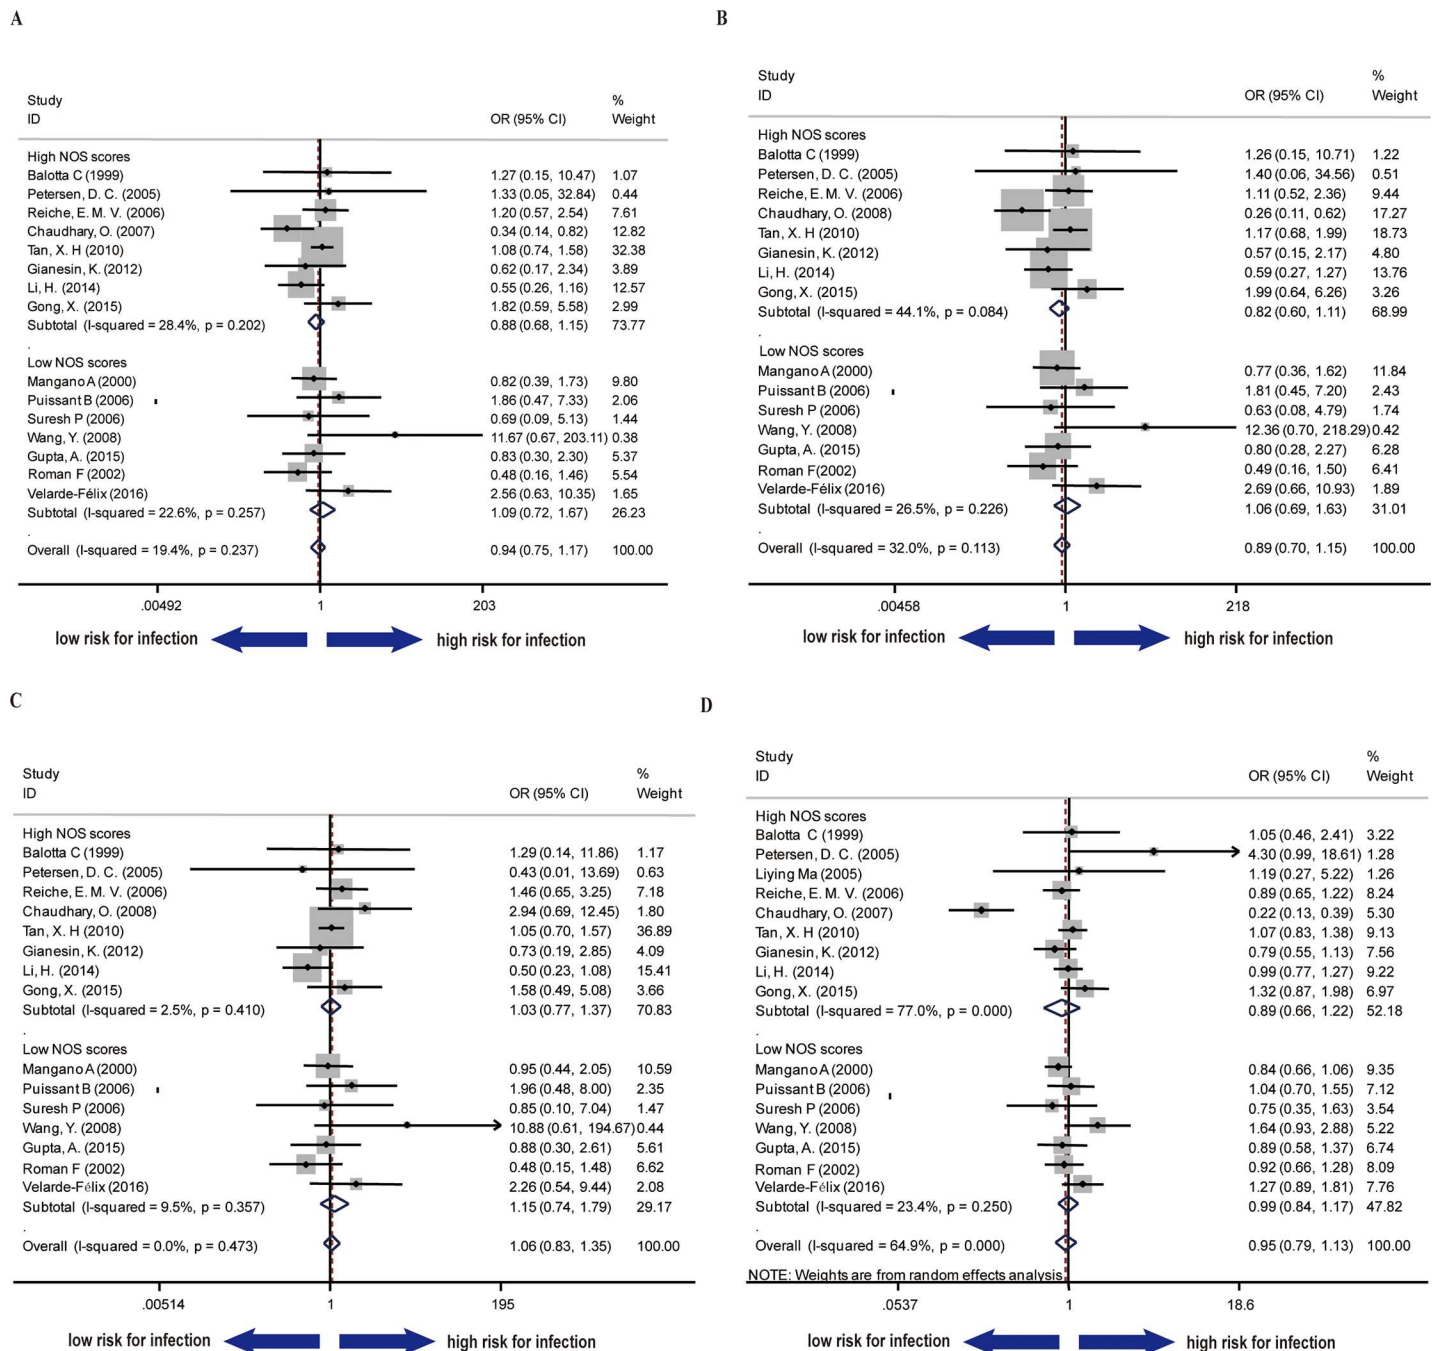 A
Study %
ID OR (95% CI) Weight
High NOS scores
Balotta C (1999) 1.27 (0.15, 10.47) 1.07
Petersen, D. C. (2005) 1.33 (0.05, 32.84) 0.44
Reiche, E. M. V. (2006) 1.20 (0.57, 2.54) 7.61
Chaudhary, O. (2007) 0.34 (0.14, 0.82) 12.82
Tan, X. H (2010) 1.08 (0.74, 1.58) 32.38
Gianesin, K. (2012) 0.62 (0.17, 2.34) 3.89
Li, H. (2014) 0.55 (0.26, 1.16) 12.57
Gong, X. (2015) 1.82 (0.59, 5.58) 2.99
Subtotal (I-squared = 28.4%, p = 0.202) 0.88 (0.68, 1.15) 73.77
.
Low NOS scores
Mangano A (2000) 0.82 (0.39, 1.73) 9.80
Puissant B (2006) 1.86 (0.47, 7.33) 2.06
Suresh P (2006) 0.69 (0.09, 5.13) 1.44
Wang, Y. (2008) 11.67 (0.67, 203.11) 0.38
Gupta, A. (2015) 0.83 (0.30, 2.30) 5.37
Roman F (2002) 0.48 (0.16, 1.46) 5.54
Velarde-Félix (2016) 2.56 (0.63, 10.35) 1.65
Subtotal (I-squared = 22.6%, p = 0.257) 1.09 (0.72, 1.67) 26.23
.
Overall (I-squared = 19.4%, p = 0.237) 0.94 (0.75, 1.17) 100.00
.00492 1 203
low risk for infection high risk for infection
B
Study %
ID OR (95% CI) Weight
High NOS scores
Balotta C (1999) 1.26 (0.15, 10.71) 1.22
Petersen, D. C. (2005) 1.40 (0.06, 34.56) 0.51
Reiche, E. M. V. (2006) 1.11 (0.52, 2.36) 9.44
Chaudhary, O. (2008) 0.26 (0.11, 0.62) 17.27
Tan, X. H (2010) 1.17 (0.68, 1.99) 18.73
Gianesin, K. (2012) 0.57 (0.15, 2.17) 4.80
Li, H. (2014) 0.59 (0.27, 1.27) 13.76
Gong, X. (2015) 1.99 (0.64, 6.26) 3.26
Subtotal (I-squared = 44.1%, p = 0.084) 0.82 (0.60, 1.11) 68.99
.
Low NOS scores
Mangano A (2000) 0.77 (0.36, 1.62) 11.84
Puissant B (2006) 1.81 (0.45, 7.20) 2.43
Suresh P (2006) 0.63 (0.08, 4.79) 1.74
Wang, Y. (2008) 12.36 (0.70, 218.29) 0.42
Gupta, A. (2015) 0.80 (0.28, 2.27) 6.28
Roman F(2002) 0.49 (0.16, 1.50) 6.41
Velarde-Félix (2016) 2.69 (0.66, 10.93) 1.89
Subtotal (I-squared = 26.5%, p = 0.226) 1.06 (0.69, 1.63) 31.01
.
Overall (I-squared = 32.0%, p = 0.113) 0.89 (0.70, 1.15) 100.00
.00458 1 218
low risk for infection high risk for infection
C
Study %
ID OR (95% CI) Weight
High NOS scores
Balotta C (1999) 1.29 (0.14, 11.86) 1.17
Petersen, D. C. (2005) 0.43 (0.01, 13.69) 0.63
Reiche, E. M. V. (2006) 1.46 (0.65, 3.25) 7.18
Chaudhary, O. (2008) 2.94 (0.69, 12.45) 1.80
Tan, X. H (2010) 1.05 (0.70, 1.57) 36.89
Gianesin, K. (2012) 0.73 (0.19, 2.85) 4.09
Li, H. (2014) 0.50 (0.23, 1.08) 15.41
Gong, X. (2015) 1.58 (0.49, 5.08) 3.66
Subtotal (I-squared = 2.5%, p = 0.410) 1.03 (0.77, 1.37) 70.83
.
Low NOS scores
Mangano A (2000) 0.95 (0.44, 2.05) 10.59
Puissant B (2006) 1.96 (0.48, 8.00) 2.35
Suresh P (2006) 0.85 (0.10, 7.04) 1.47
Wang, Y. (2008) 10.88 (0.61, 194.67) 0.44
Gupta, A. (2015) 0.88 (0.30, 2.61) 5.61
Roman F (2002) 0.48 (0.15, 1.48) 6.62
Velarde-Félix (2016) 2.26 (0.54, 9.44) 2.08
Subtotal (I-squared = 9.5%, p = 0.357) 1.15 (0.74, 1.79) 29.17
.
Overall (I-squared = 0.0%, p = 0.473) 1.06 (0.83, 1.35) 100.00
.00514 1 195
low risk for infection high risk for infection
D
Study %
ID OR (95% CI) Weight
High NOS scores
Balotta C (1999) 1.05 (0.46, 2.41) 3.22
Petersen, D. C. (2005) 4.30 (0.99, 18.61) 1.28
Liying Ma (2005) 1.19 (0.27, 5.22) 1.26
Reiche, E. M. V. (2006) 0.89 (0.65, 1.22) 8.24
Chaudhary, O. (2007) 0.22 (0.13, 0.39) 5.30
Tan, X. H (2010) 1.07 (0.83, 1.38) 9.13
Gianesin, K. (2012) 0.79 (0.55, 1.13) 7.56
Li, H. (2014) 0.99 (0.77, 1.27) 9.22
Gong, X. (2015) 1.32 (0.87, 1.98) 6.97
Subtotal (I-squared = 77.0%, p = 0.000) 0.89 (0.66, 1.22) 52.18
.
Low NOS scores
Mangano A (2000) 0.84 (0.66, 1.06) 9.35
Puissant B (2006) 1.04 (0.70, 1.55) 7.12
Suresh P (2006) 0.75 (0.35, 1.63) 3.54
Wang, Y. (2008) 1.64 (0.93, 2.88) 5.22
Gupta, A. (2015) 0.89 (0.58, 1.37) 6.74
Roman F (2002) 0.92 (0.66, 1.28) 8.09
Velarde-Félix (2016) 1.27 (0.89, 1.81) 7.76
Subtotal (I-squared = 23.4%, p = 0.250) 0.99 (0.84, 1.17) 47.82
.
Overall (I-squared = 64.9%, p = 0.000) 0.95 (0.79, 1.13) 100.00
NOTE: Weights are from random effects analysis
.0537 1 18.6
low risk for infection high risk for infection